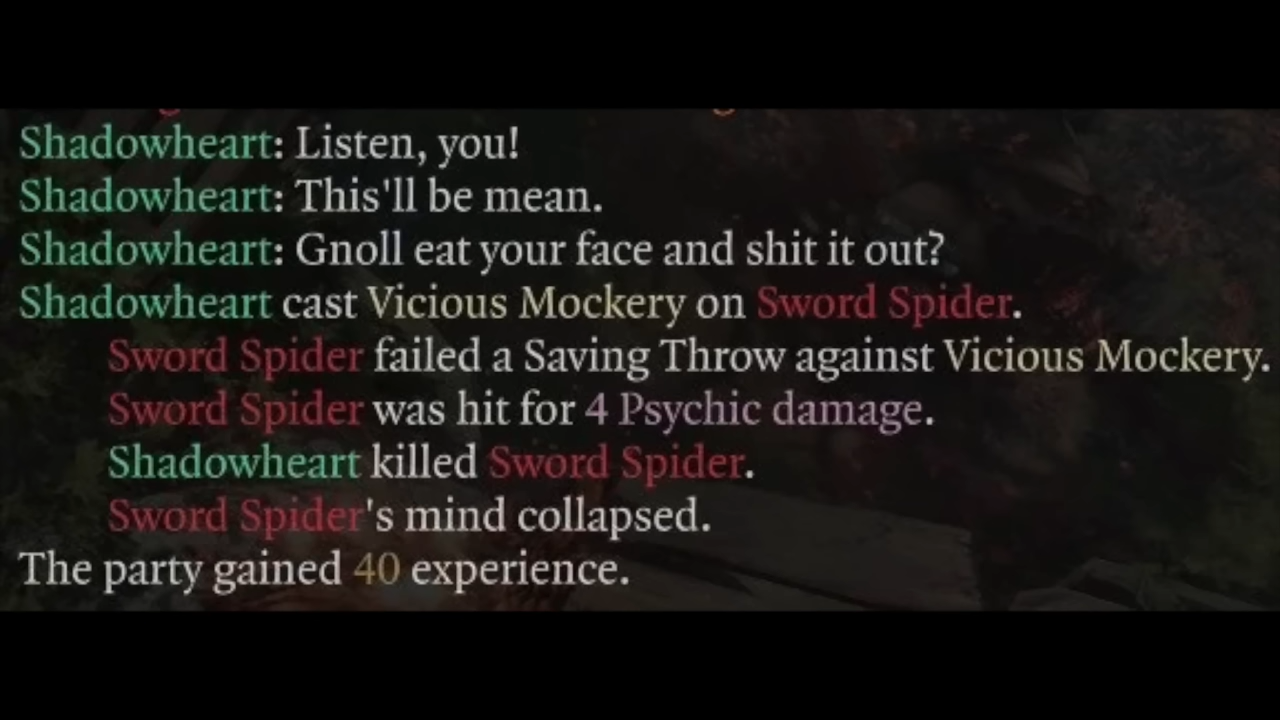 Shadowheart: Listen, you!
Shadowheart: This'll be mean.
Shadowheart: Gnoll eat your face and shit it out?
Shadowheart cast Vicious Mockery on Sword Spider.
Sword Spider failed a Saving Throw against Vicious Mockery.
Sword Spider was hit for 4 Psychic damage.
Shadowheart killed Sword Spider.
Sword Spider's mind collapsed.
The party gained 40 experience.